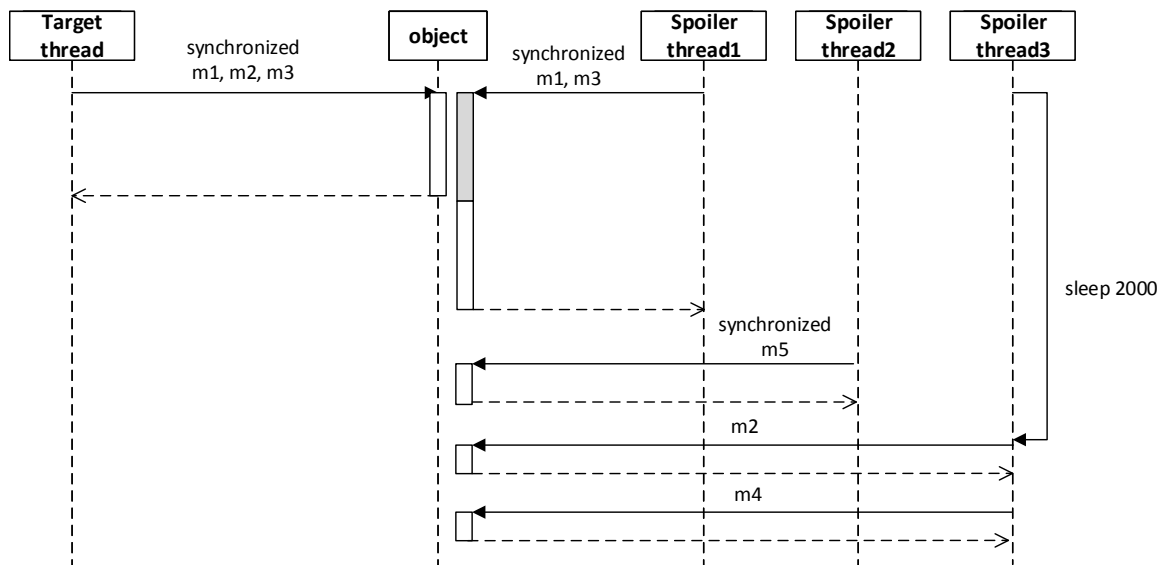 Target
thread
object
Spoiler
thread1
Spoiler
thread2
Spoiler
thread3
synchronized
m1, m2, m3
synchronized
m1, m3
sleep 2000
synchronized
m5
m2
m4